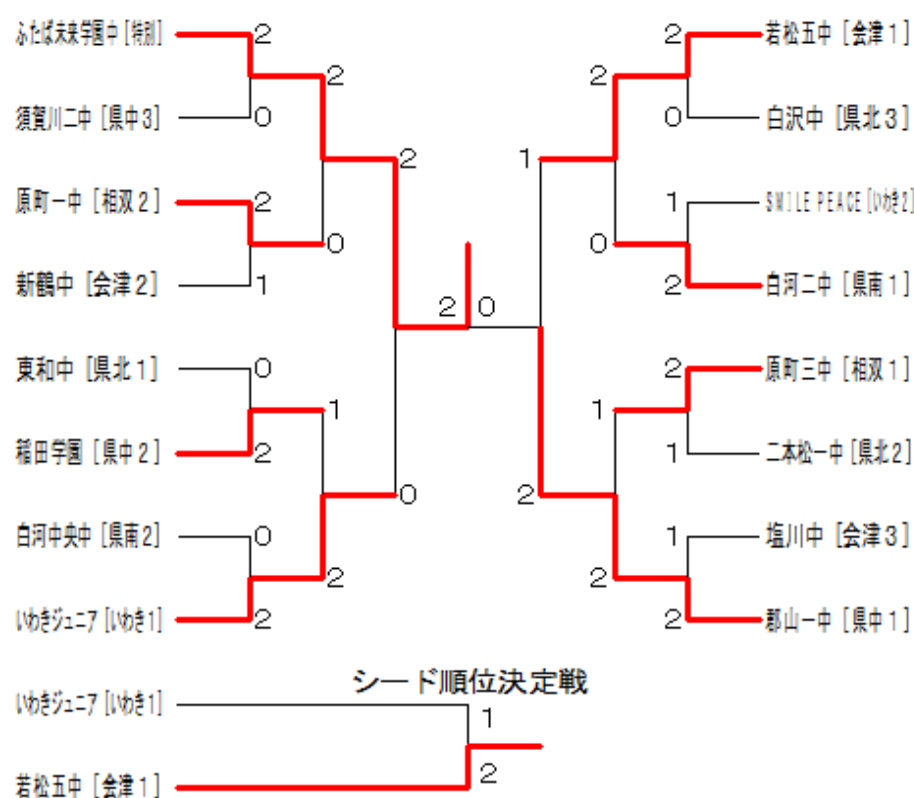 ふたば未来学園中 [特別]
2
須賀川二中 [県中3]
0
2
原町一中 [相双2]
2
新鶴中 [会津2]
1
0
2
東和中 [県北1]
0
稲田学園 [県中2]
2
1
白河中央中 [県南2]
0
いわきジュニア [いわき1]
2
2
0
2 0
若松五中 [会津1]
2
白沢中 [県北3]
0
2
SMILE PEACE [いわき2]
1
白河二中 [県南1]
2
0
1
原町三中 [相双1]
2
二本松一中 [県北2]
1
1
塩川中 [会津3]
1
郡山一中 [県中1]
2
2
2
シード順位決定戦
いわきジュニア [いわき1]
1
若松五中 [会津1]
2